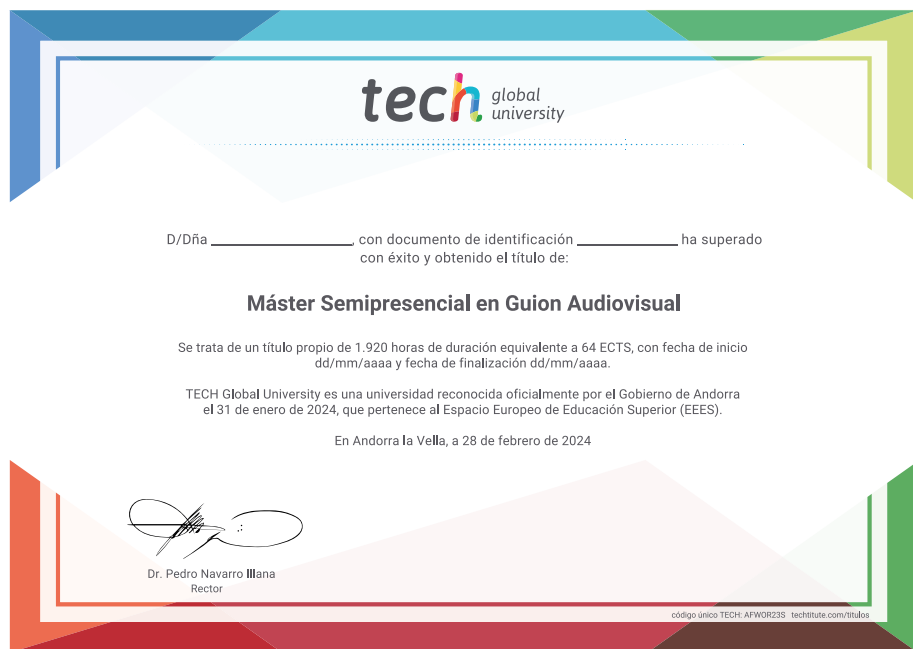 tech global university
D/Dña ________________, con documento de identificación ____________ ha superado
con éxito y obtenido el título de:
Máster Semipresencial en Guion Audiovisual
Se trata de un título propio de 1.920 horas de duración equivalente a 64 ECTS, con fecha de inicio
dd/mm/aaaa y fecha de finalización dd/mm/aaaa.
TECH Global University es una universidad reconocida oficialmente por el Gobierno de Andorra
el 31 de enero de 2024, que pertenece al Espacio Europeo de Educación Superior (EEES).
En Andorra la Vella, a 28 de febrero de 2024
Dr. Pedro Navarro Illana
Rector
código único TECH: AFWOR23S techtitute.com/titulos